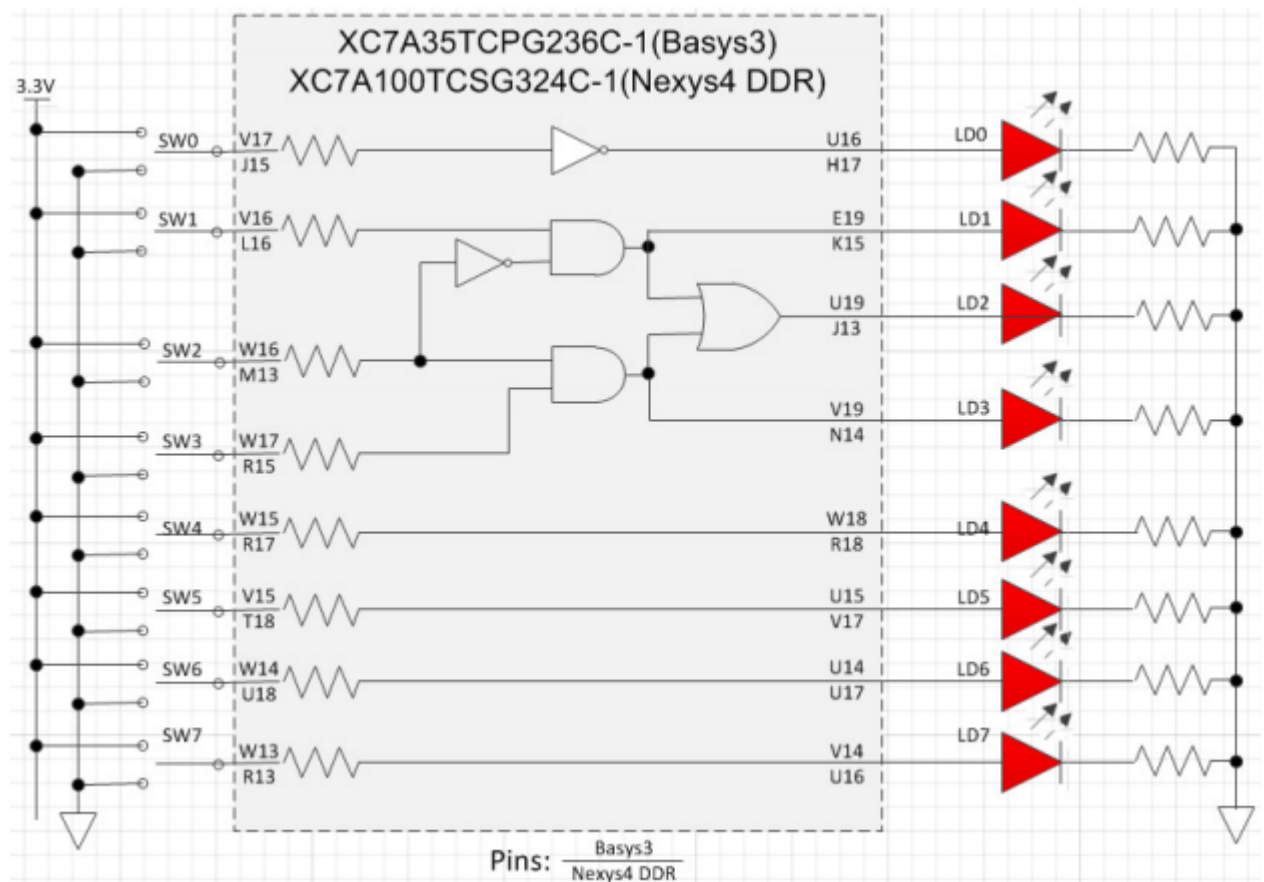 XC7A35TCPG236C-1(Basys3)
XC7A100TCSG324C-1(Nexys4 DDR)
3.3V
SW0 V17 U16 LD0
J15 H17
SW1 V16 E19 LD1
L16 K15
U19 LD2
J13
SW2 W16
M13
V19 LD3
N14
SW3 W17
R15
SW4 W15 W18 LD4
R17 R18
SW5 V15 U15 LD5
T18 V17
SW6 W14 U14 LD6
U18 U17
SW7 W13 V14 LD7
R13 U16
Pins: Basys3
Nexys4 DDR